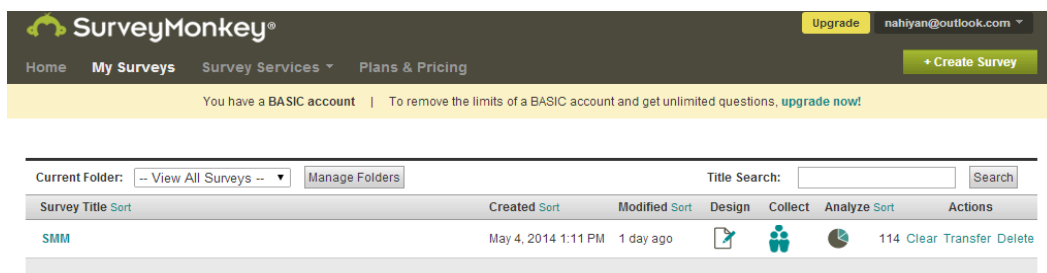 SurveyMonkey®
Upgrade nahiyan@outlook.com
Home My Surveys Survey Services Plans & Pricing + Create Survey
You have a BASIC account | To remove the limits of a BASIC account and get unlimited questions, upgrade now!
Current Folder: -- View All Surveys -- Manage Folders Title Search: Search
Survey Title Sort Created Sort Modified Sort Design Collect Analyze Sort Actions
SMM May 4, 2014 1:11 PM 1 day ago 114 Clear Transfer Delete